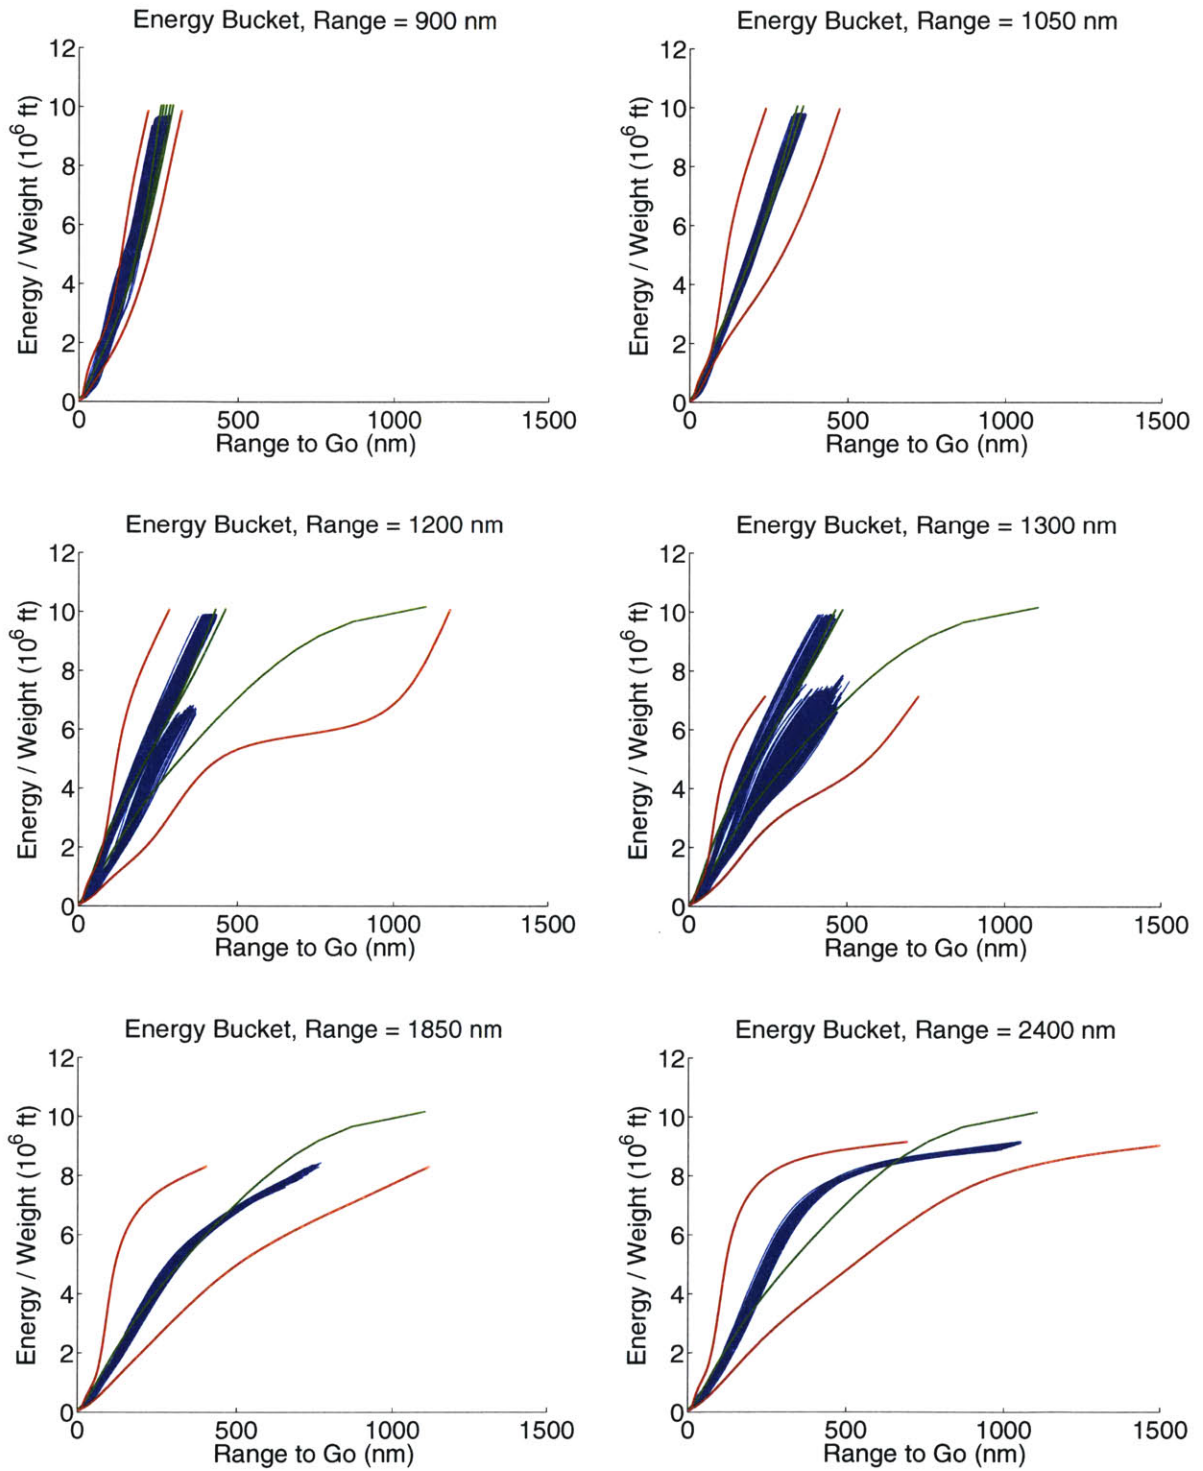 Energy Bucket, Range = 900 nm
Energy / Weight (10^6 ft)
12
10
8
6
4
2
0
0 500 1000 1500
Range to Go (nm)
Energy Bucket, Range = 1050 nm
Energy / Weight (10^6 ft)
12
10
8
6
4
2
0
0 500 1000 1500
Range to Go (nm)
Energy Bucket, Range = 1200 nm
Energy / Weight (10^6 ft)
12
10
8
6
4
2
0
0 500 1000 1500
Range to Go (nm)
Energy Bucket, Range = 1300 nm
Energy / Weight (10^6 ft)
12
10
8
6
4
2
0
0 500 1000 1500
Range to Go (nm)
Energy Bucket, Range = 1850 nm
Energy / Weight (10^6 ft)
12
10
8
6
4
2
0
0 500 1000 1500
Range to Go (nm)
Energy Bucket, Range = 2400 nm
Energy / Weight (10^6 ft)
12
10
8
6
4
2
0
0 500 1000 1500
Range to Go (nm)